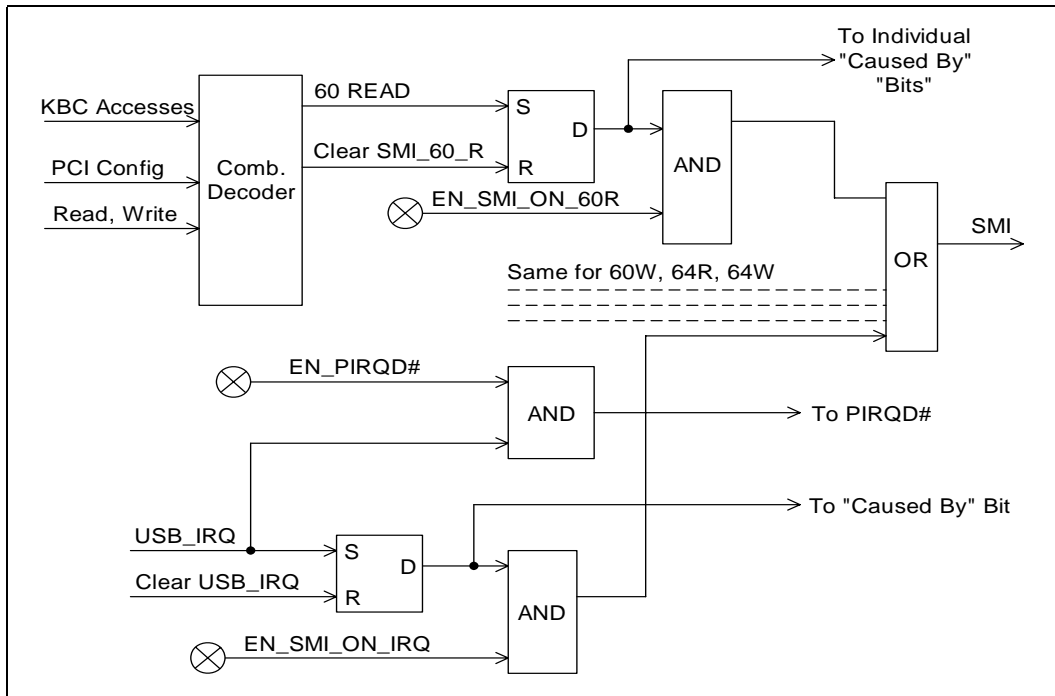 To Individual
"Caused By"
"Bits"
KBC Accesses
PCI Config
Read, Write
Comb.
Decoder
60 READ
Clear SMI_60_R
S
D
R
EN_SMI_ON_60R
AND
Same for 60W, 64R, 64W
OR
SMI
EN_PIRQD#
AND
To PIRQD#
USB_IRQ
Clear USB_IRQ
S
D
R
To "Caused By" Bit
AND
EN_SMI_ON_IRQ